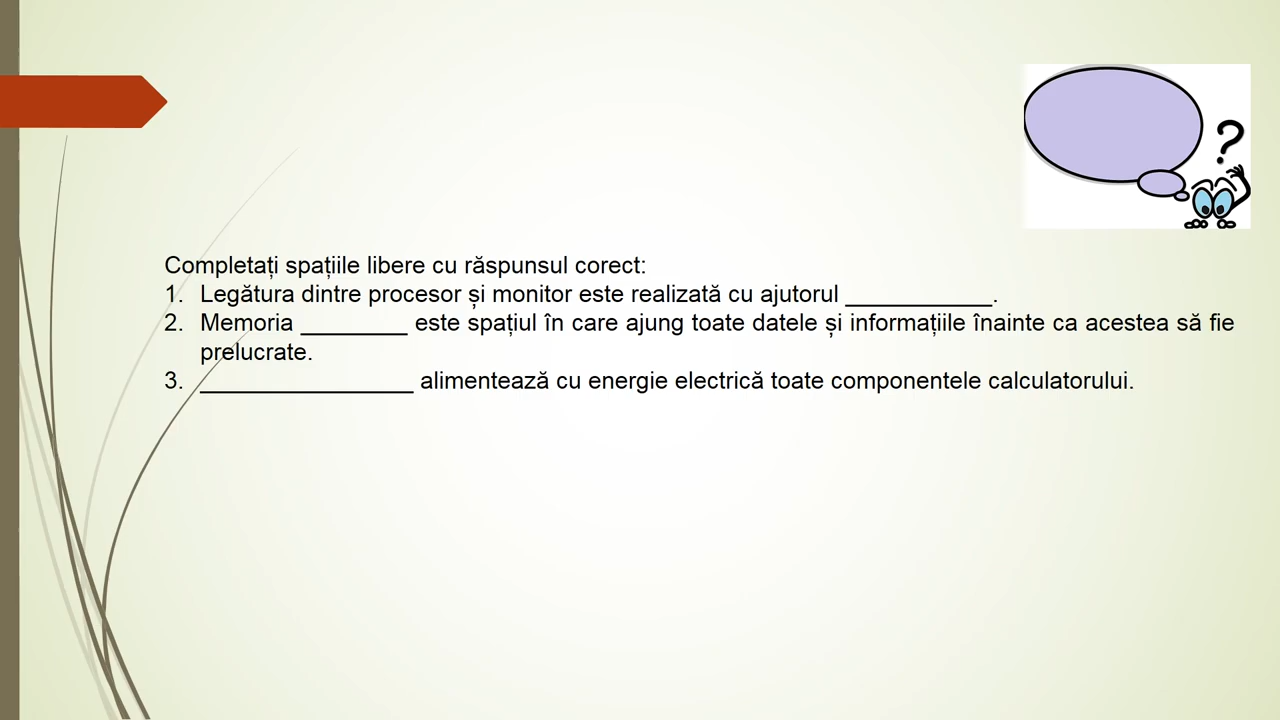 ?
Completați spațiile libere cu răspunsul corect:
1. Legătura dintre procesor și monitor este realizată cu ajutorul ___________.
2. Memoria ________ este spațiul în care ajung toate datele și informațiile înainte ca acestea să fie
prelucrate.
3. ________________ alimentează cu energie electrică toate componentele calculatorului.